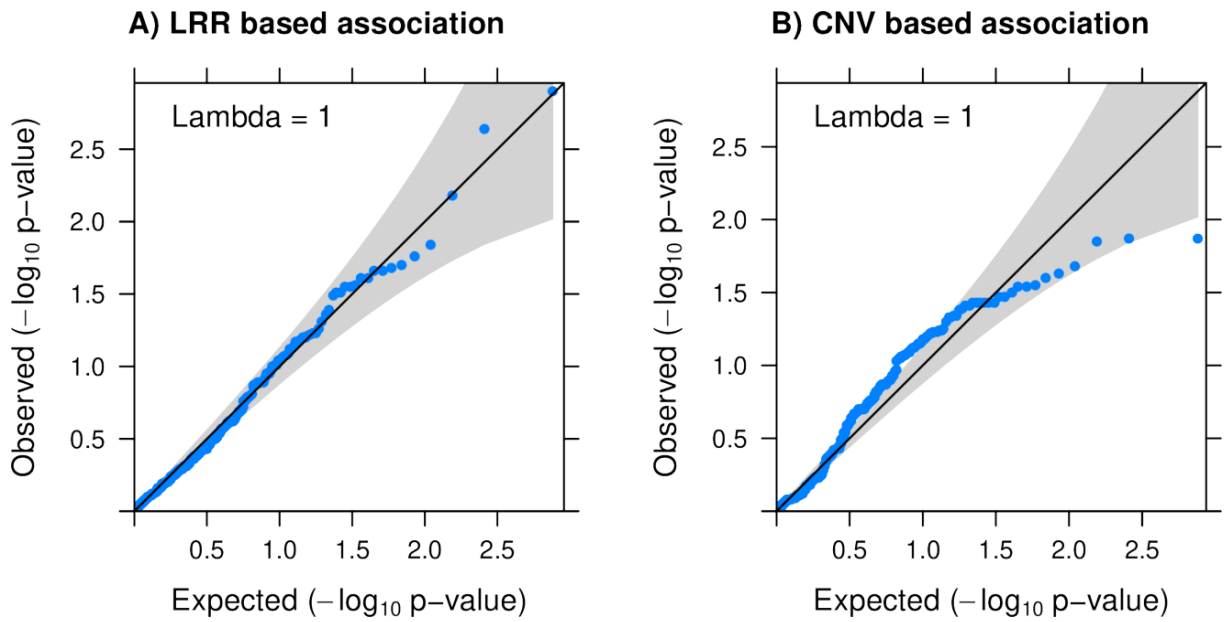 A) LRR based association
Lambda = 1
Observed (−log10 p−value)
2.5
2.0
1.5
1.0
0.5
0.5 1.0 1.5 2.0 2.5
Expected (−log10 p−value)
B) CNV based association
Lambda = 1
Observed (−log10 p−value)
2.5
2.0
1.5
1.0
0.5
0.5 1.0 1.5 2.0 2.5
Expected (−log10 p−value)